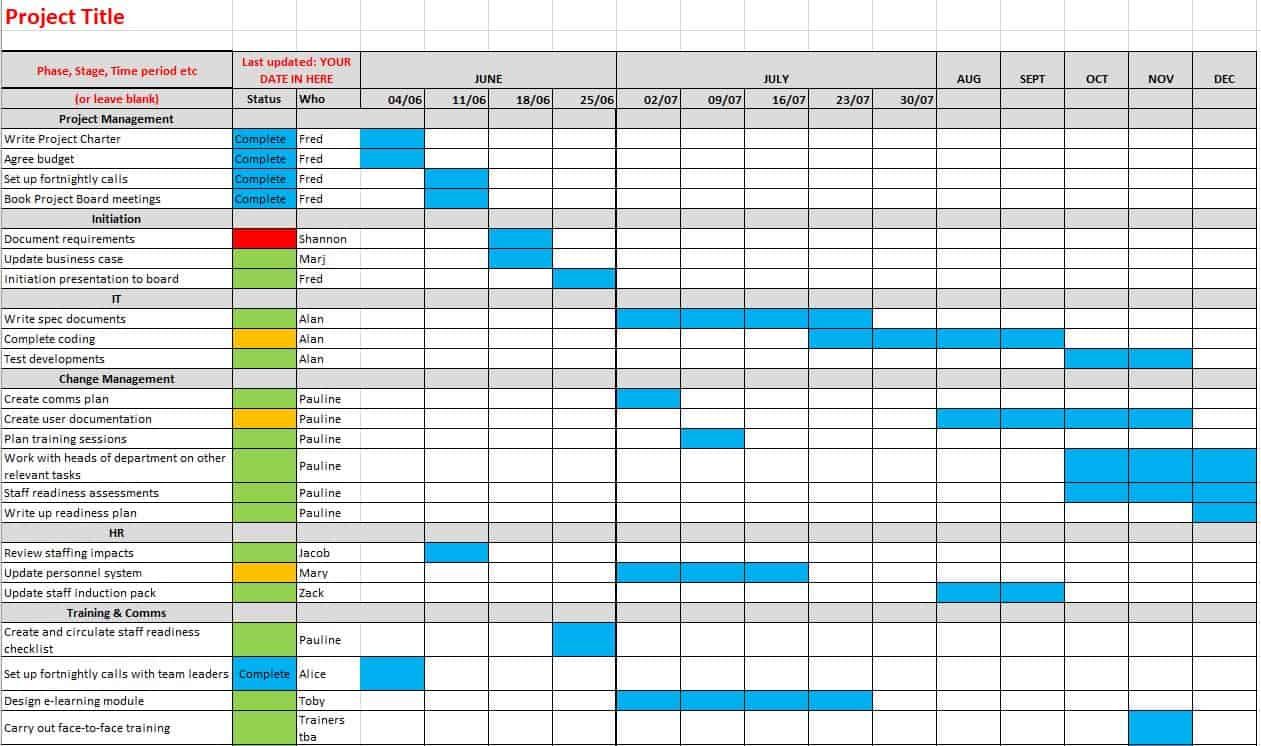 Project Title
Phase, Stage, Time period etc
Last updated: YOUR
DATE IN HERE
JUNE JULY AUG SEPT OCT NOV DEC
(or leave blank) Status Who 04/06 11/06 18/06 25/06 02/07 09/07 16/07 23/07 30/07
Project Management
Write Project Charter Complete Fred
Agree budget Complete Fred
Set up fortnightly calls Complete Fred
Book Project Board meetings Complete Fred
Initiation
Document requirements Shannon
Update business case Marj
Initiation presentation to board Fred
IT
Write spec documents Alan
Complete coding Alan
Test developments Alan
Change Management
Create comms plan Pauline
Create user documentation Pauline
Plan training sessions Pauline
Work with heads of department on other
relevant tasks
Pauline
Staff readiness assessments Pauline
Write up readiness plan Pauline
HR
Review staffing impacts Jacob
Update personnel system Mary
Update staff induction pack Zack
Training & Comms
Create and circulate staff readiness
checklist
Pauline
Set up fortnightly calls with team leaders Complete Alice
Design e-learning module Toby
Carry out face-to-face training
Trainers
tba